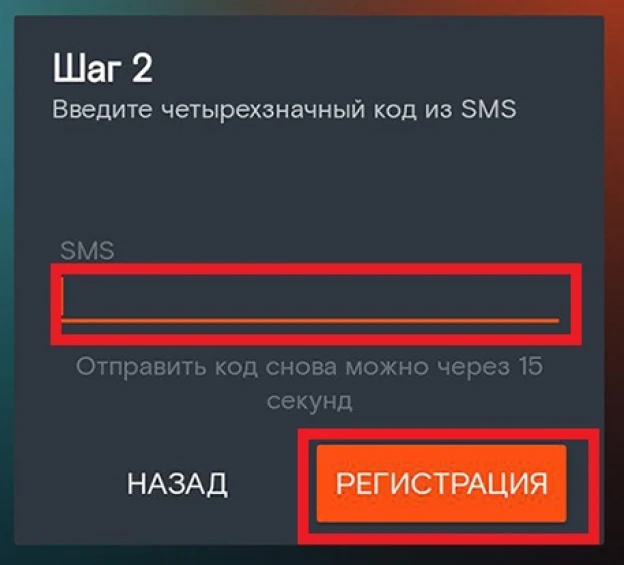 Шаг 2
Введите четырехзначный код из SMS
SMS
Отправить код снова можно через 15
секунд
НАЗАД РЕГИСТРАЦИЯ